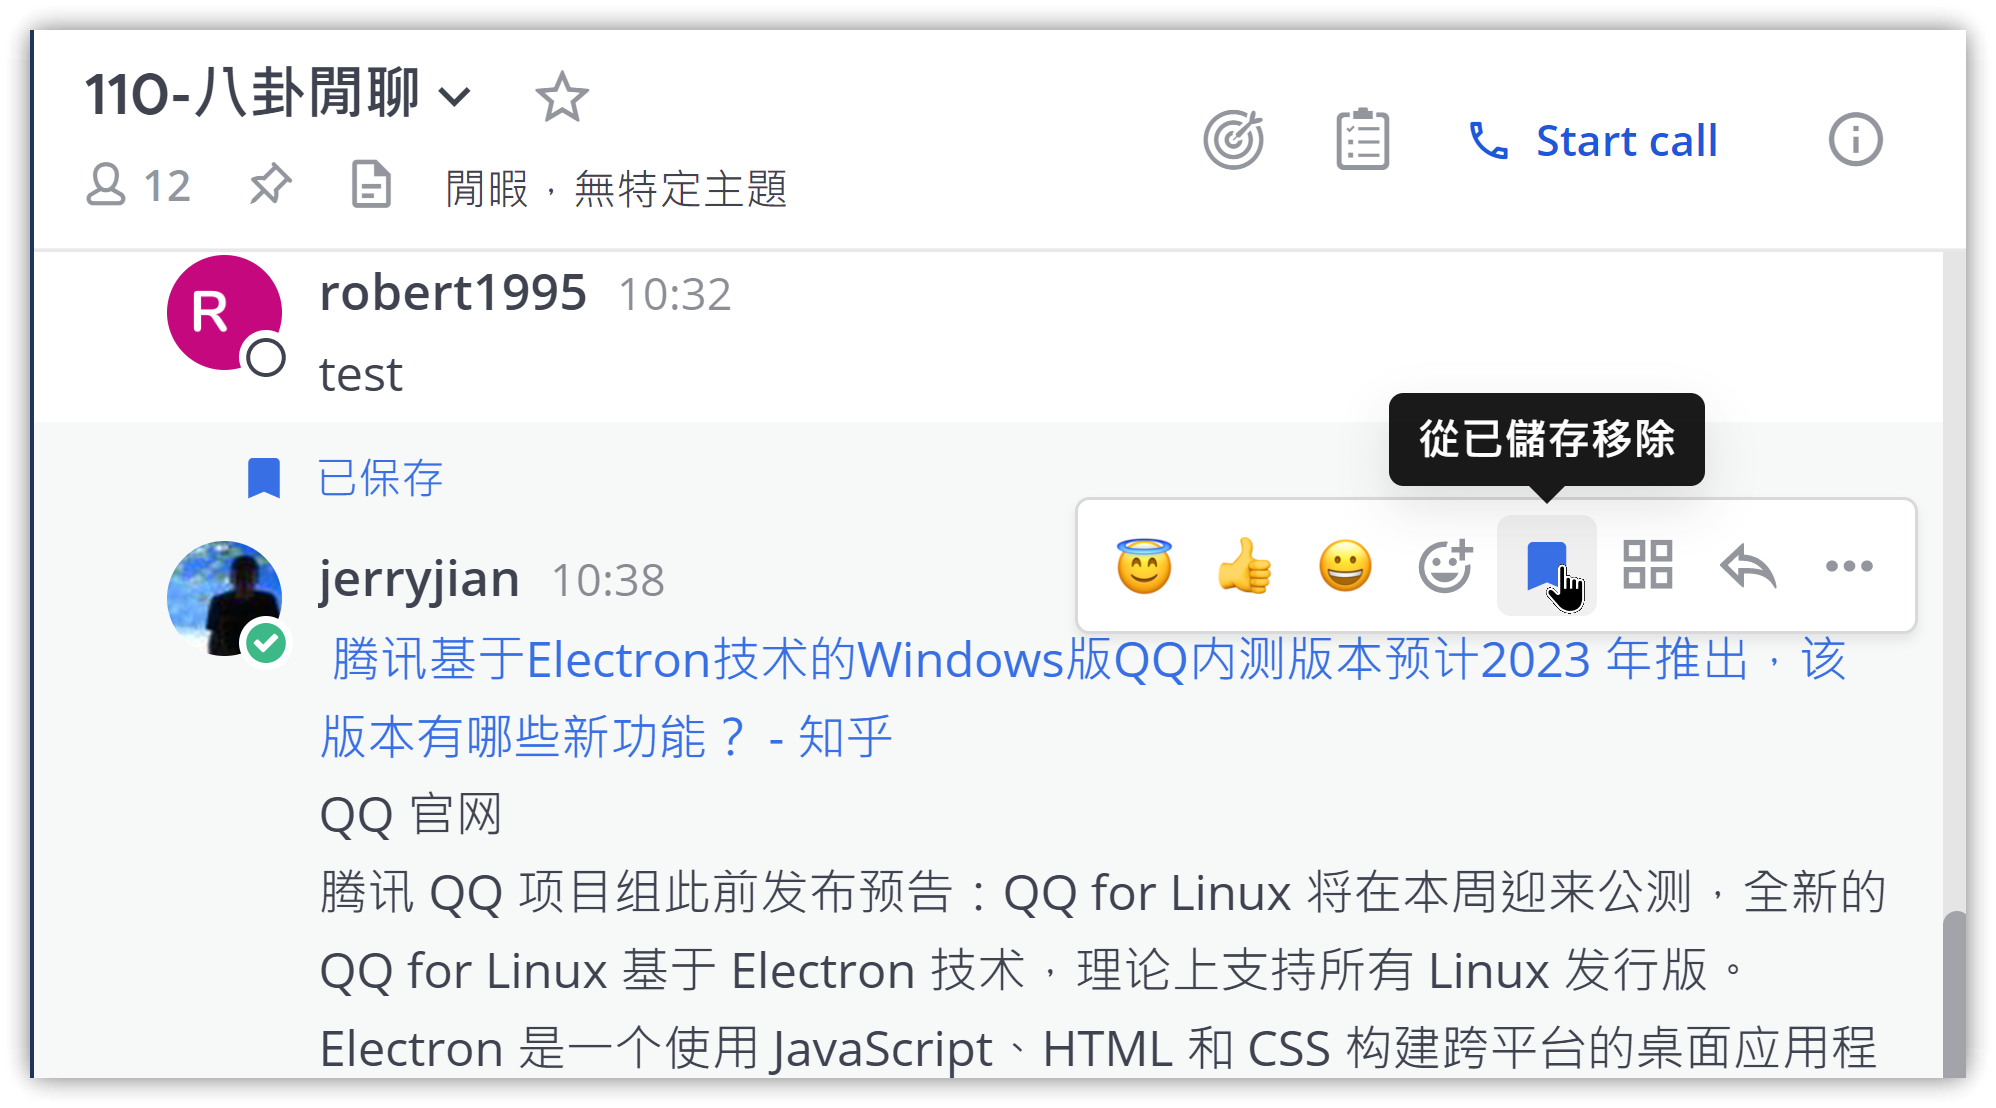 110-八卦閒聊
12 閒暇，無特定主題
Start call
R
robert1995 10:32
test
從已儲存移除
已保存
jerryjian 10:38
腾讯基于Electron技术的Windows版QQ内测版本预计2023 年推出，该
版本有哪些新功能？ - 知乎
QQ 官网
腾讯 QQ 项目组此前发布预告：QQ for Linux 将在本周迎来公测，全新的
QQ for Linux 基于 Electron 技术，理论上支持所有 Linux 发行版。
Electron 是一个使用 JavaScript、HTML 和 CSS 构建跨平台的桌面应用程